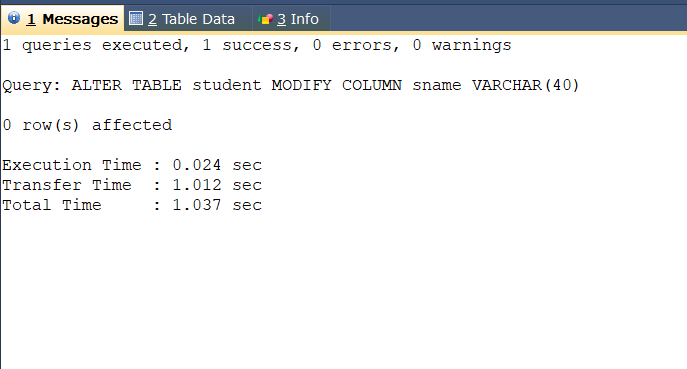 1 Messages 2 Table Data 3 Info
1 queries executed, 1 success, 0 errors, 0 warnings
Query: ALTER TABLE student MODIFY COLUMN sname VARCHAR(40)
0 row(s) affected
Execution Time : 0.024 sec
Transfer Time  : 1.012 sec
Total Time     : 1.037 sec